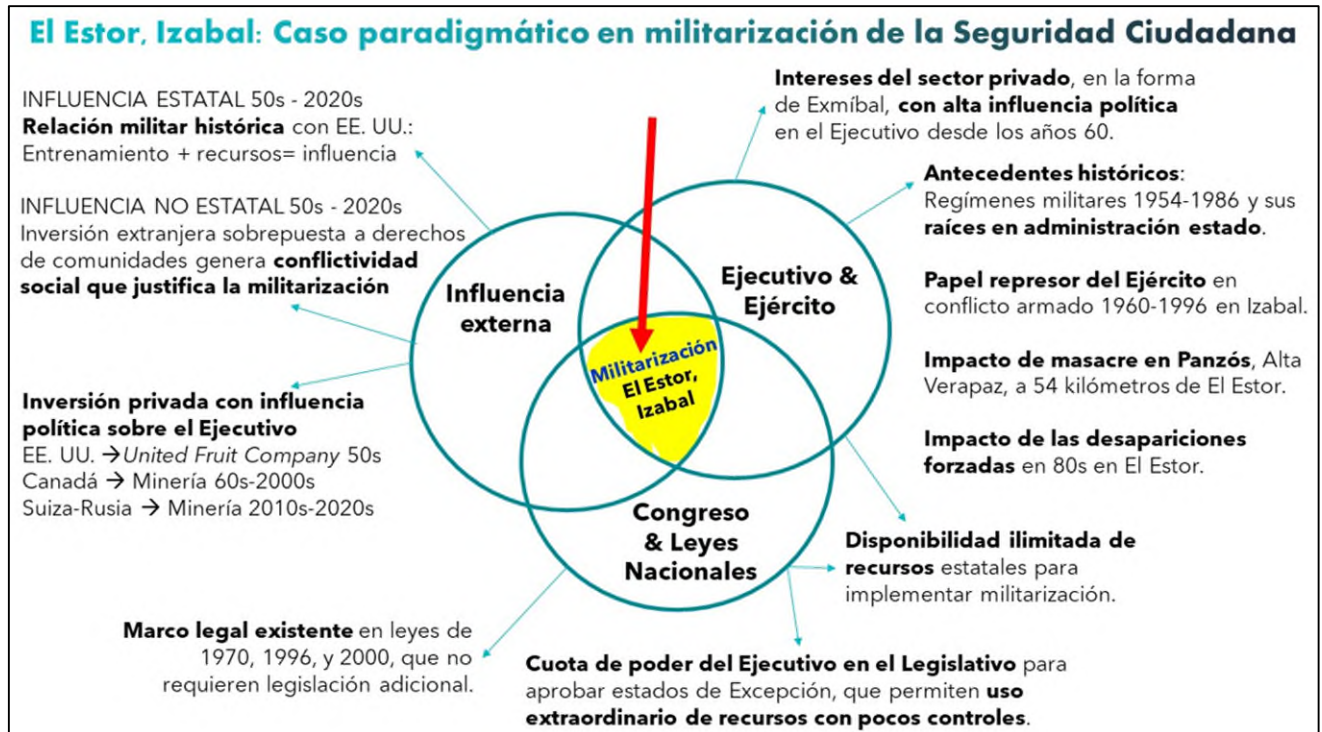 El Estor, Izabal: Caso paradigmático en militarización de la Seguridad Ciudadana
INFLUENCIA ESTATAL 50s - 2020s
Relación militar histórica con EE. UU.:
Entrenamiento + recursos= influencia
INFLUENCIA NO ESTATAL 50s - 2020s
Inversión extranjera sobrepuesta a derechos
de comunidades genera conflictividad
social que justifica la militarización
Inversión privada con influencia
política sobre el Ejecutivo
EE. UU. →United Fruit Company 50s
Canadá → Minería 60s-2000s
Suiza-Rusia → Minería 2010s-2020s
Influencia
externa
Ejecutivo &
Ejército
Militarización
El Estor,
Izabal
Congreso
& Leyes
Nacionales
Intereses del sector privado, en la forma
de Exmíbal, con alta influencia política
en el Ejecutivo desde los años 60.
Antecedentes históricos:
Regímenes militares 1954-1986 y sus
raíces en administración estado.
Papel represor del Ejército en
conflicto armado 1960-1996 en Izabal.
Impacto de masacre en Panzós, Alta
Verapaz, a 54 kilómetros de El Estor.
Impacto de las desapariciones
forzadas en 80s en El Estor.
Disponibilidad ilimitada de
recursos estatales para
implementar militarización.
Marco legal existente en leyes de
1970, 1996, y 2000, que no
requieren legislación adicional.
Cuota de poder del Ejecutivo en el Legislativo para
aprobar estados de Excepción, que permiten uso
extraordinario de recursos con pocos controles.